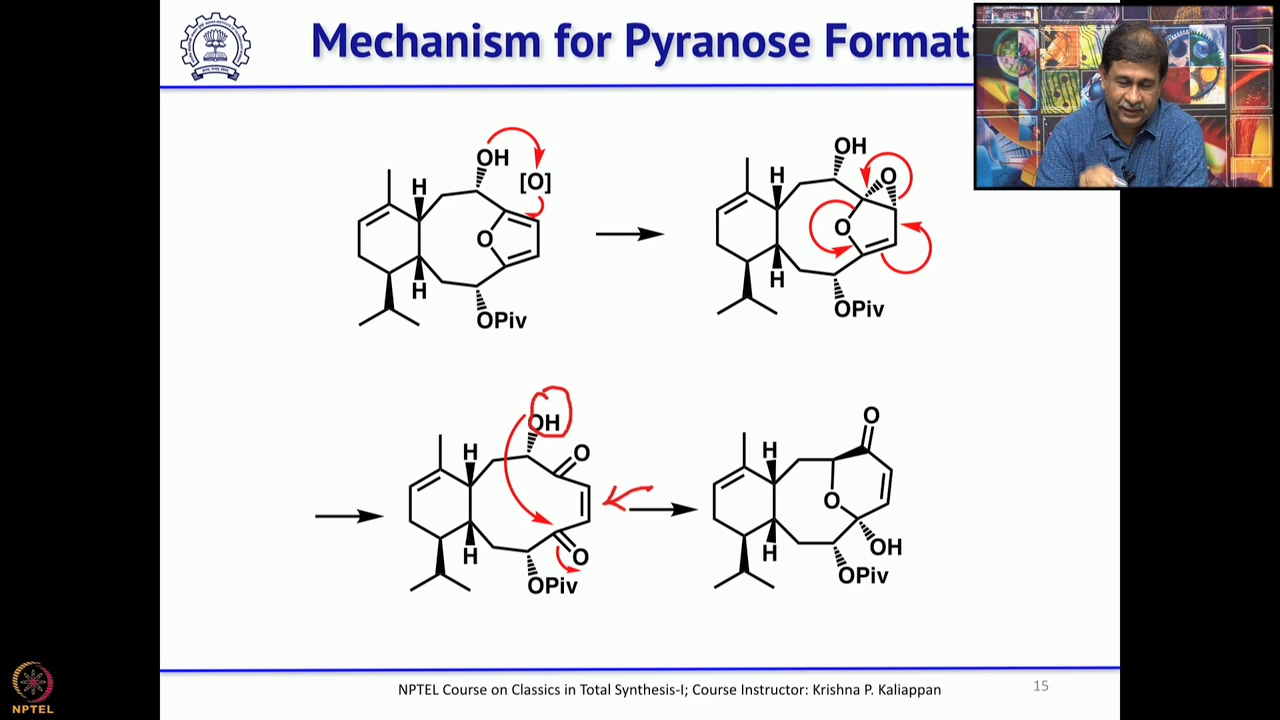 Mechanism for Pyranose Formati
OH
[O]
H
O
H
OPiv
OH
H
O
O
H
OPiv
OH
H
O
H
O
OPiv
O
H
O
H
OH
OPiv
NPTEL Course on Classics in Total Synthesis-I; Course Instructor: Krishna P. Kaliappan
15
NPTEL